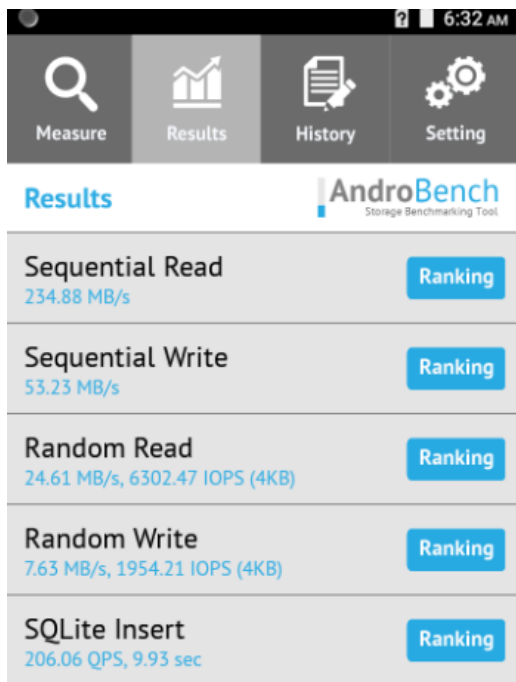 ? 6:32 AM
Measure Results History Setting
Results AndroBench
Storage Benchmarking Tool
Sequential Read
234.88 MB/s
Ranking
Sequential Write
53.23 MB/s
Ranking
Random Read
24.61 MB/s, 6302.47 IOPS (4KB)
Ranking
Random Write
7.63 MB/s, 1954.21 IOPS (4KB)
Ranking
SQLite Insert
206.06 QPS, 9.93 sec
Ranking